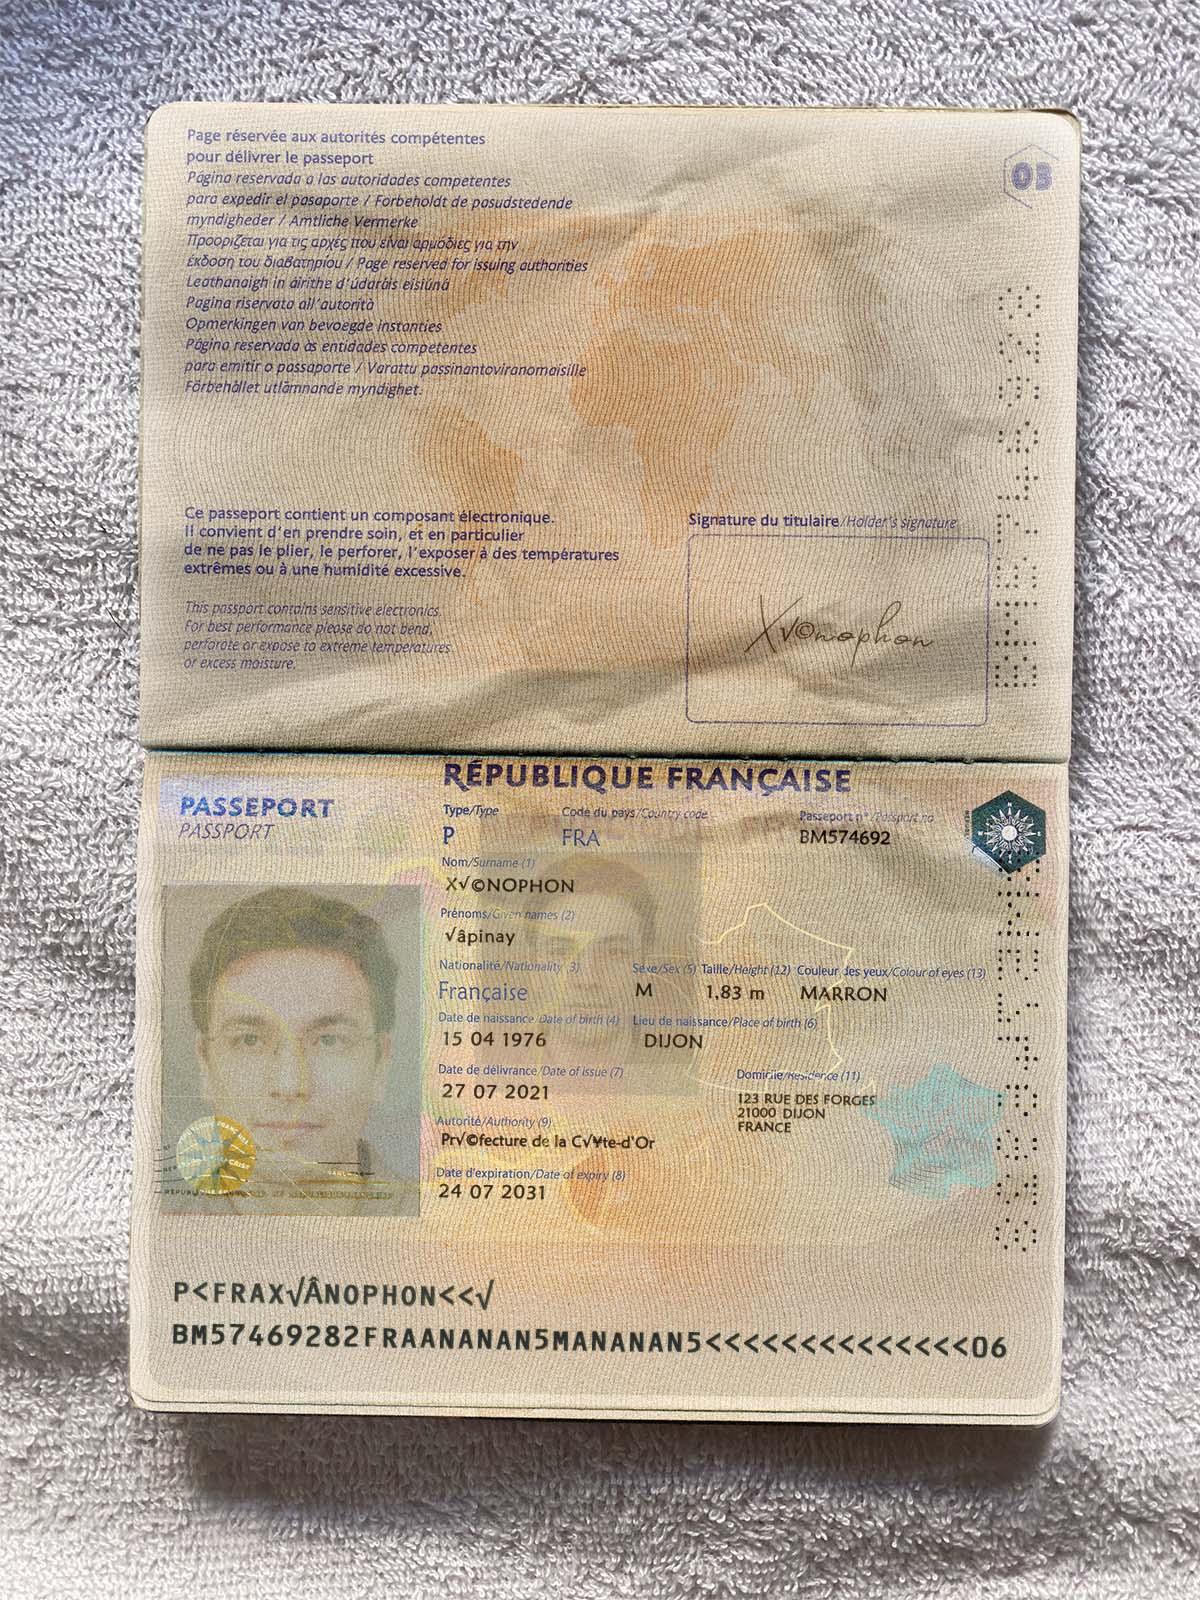 Page réservée aux autorités compétentes
pour délivrer le passeport
Pagina reservada a las autoridades competentes
para expedir el pasaporte / Forbeholdt de pasudstedende
myndigheder / Amtliche Vermerke
Προορίζεται για τις αρχές που είναι αρμόδιες για την
έκδοση του διαβατηρίου / Page reserved for issuing authorities
Leathanaigh in áirithe d'údaráis eisiúná
Pagina riservata all'autorità
Opmerkingen van bevoegde instanties
Página reservada às entidades competentes
para emitir o passaporte / Varattu passinantoviranomaisille
Förbehållet utlämnande myndighet.
03
Ce passeport contient un composant électronique.
Il convient d'en prendre soin, et en particulier
de ne pas le plier, le perforer, l'exposer à des températures
extrêmes ou à une humidité excessive.
This passport contains sensitive electronics.
For best performance please do not bend,
perforate or expose to extreme temperatures
or excess moisture.
Signature du titulaire/Holder's signature
X√©nophon
RÉPUBLIQUE FRANÇAISE
PASSEPORT
PASSPORT
Type/Type Code du pays/Country code Passeport n°/Passport no
P FRA BM574692
Nom/Surname (1)
X√©NOPHON
Prénoms/Given names (2)
√âpinay
Nationalité/Nationality (3) Sexe/Sex (5) Taille/Height (12) Couleur des yeux/Colour of eyes (13)
Française M 1,83 m MARRON
Date de naissance/Date of birth (4) Lieu de naissance/Place of birth (6)
15 04 1976 DIJON
Date de délivrance/Date of issue (7) Domicile/Residence (11)
27 07 2021 123 RUE DES FORGES
21000 DIJON
FRANCE
Autorité/Authority (9)
Pr√©fecture de la C√¥te-d'Or
Date d'expiration/Date of expiry (8)
24 07 2031
P<FRAX√ÂNOPHON<<√
BM57469282FRAANANAN5MANANAN5<<<<<<<<<<<<<<06